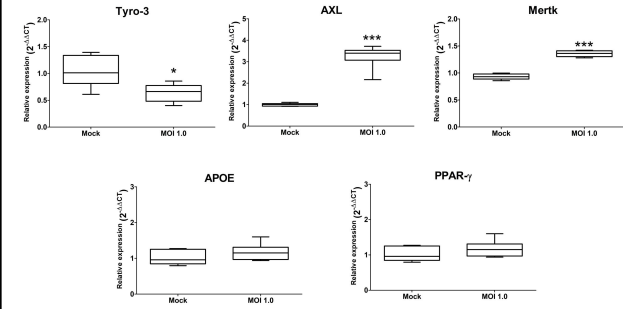 Tyro-3
Relative expression (2^-ΔΔCT)
2.0
1.5
1.0
0.5
0.0
*
Mock
MOI 1.0
AXL
Relative expression (2^-ΔΔCT)
5
4
3
2
1
0
***
Mock
MOI 1.0
Mertk
Relative expression (2^-ΔΔCT)
2.0
1.5
1.0
0.5
0.0
***
Mock
MOI 1.0
APOE
Relative expression (2^-ΔΔCT)
3
2
1
0
Mock
MOI 1.0
PPAR-γ
Relative expression (2^-ΔΔCT)
3
2
1
0
Mock
MOI 1.0